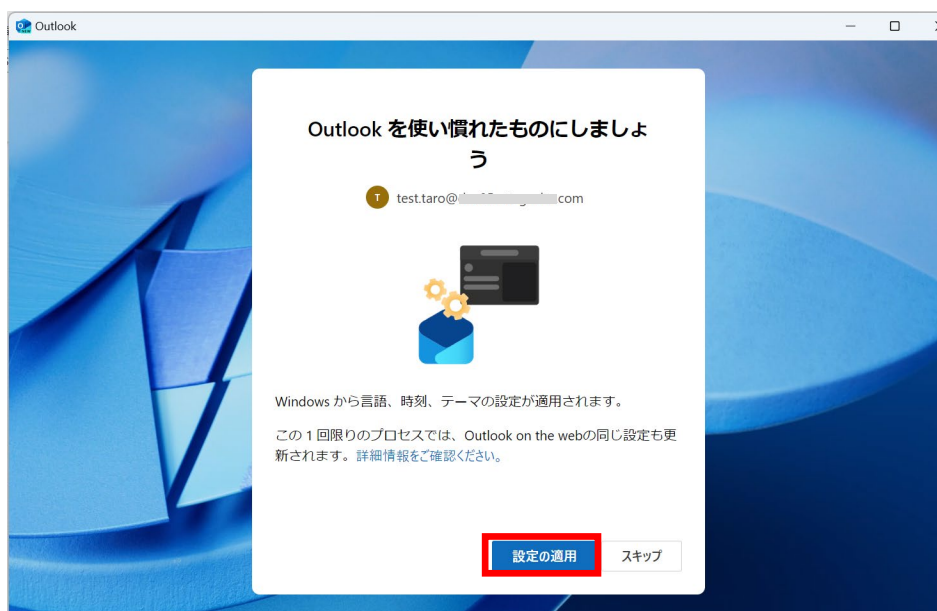 Outlook
Outlook を使い慣れたものにしましょ
う
T test.taro@ com
Windows から言語、時刻、テーマの設定が適用されます。
この 1 回限りのプロセスでは、Outlook on the webの同じ設定も更
新されます。詳細情報をご確認ください。
設定の適用 スキップ